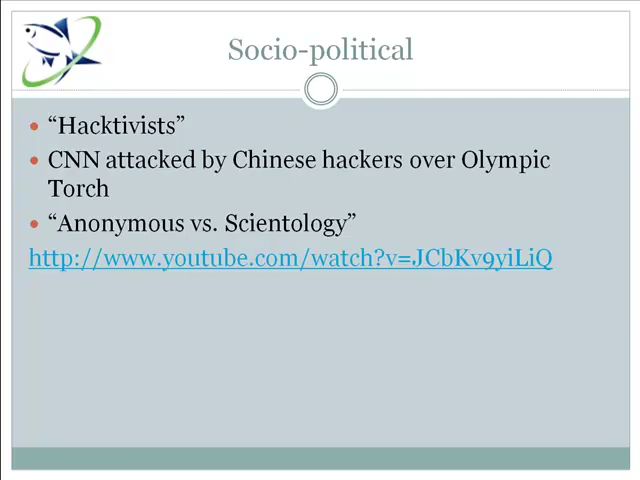 Socio-political
“Hacktivists”
CNN attacked by Chinese hackers over Olympic
Torch
“Anonymous vs. Scientology”
http://www.youtube.com/watch?v=JCbKv9yiLiQ